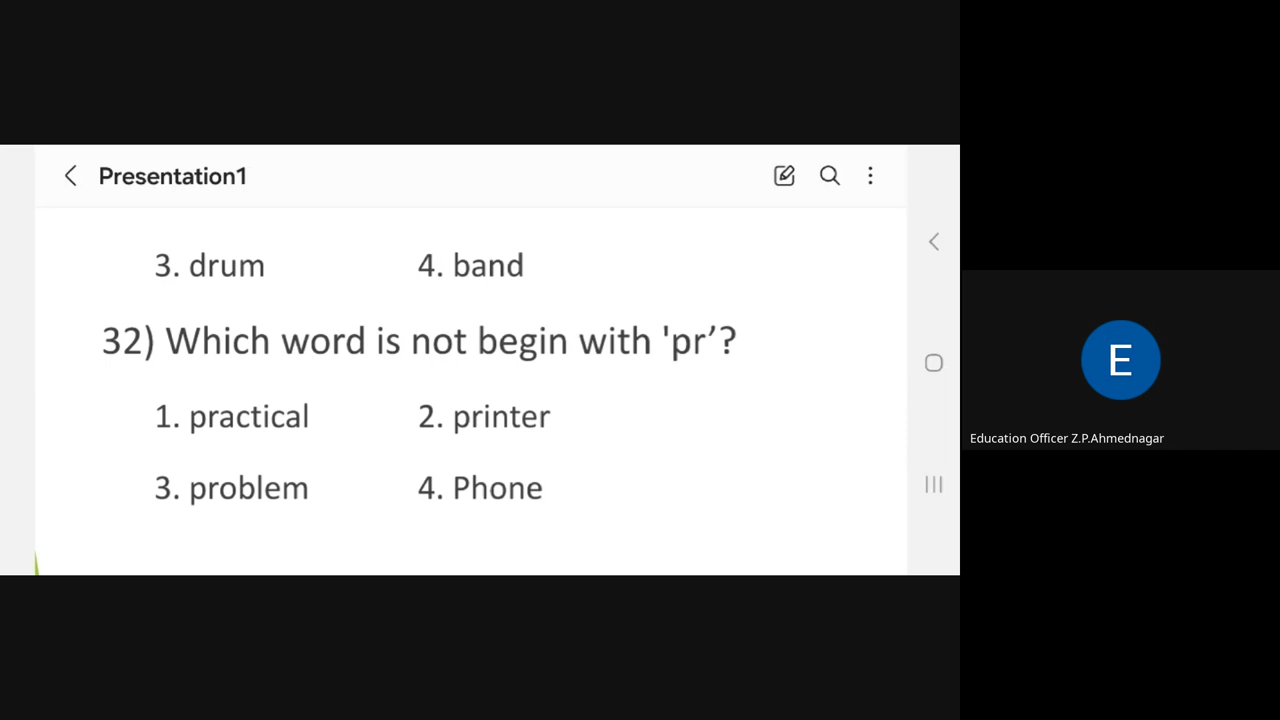 Presentation1
3. drum 4. band
32) Which word is not begin with 'pr’?
1. practical 2. printer
3. problem 4. Phone
E
Education Officer Z.P.Ahmednagar